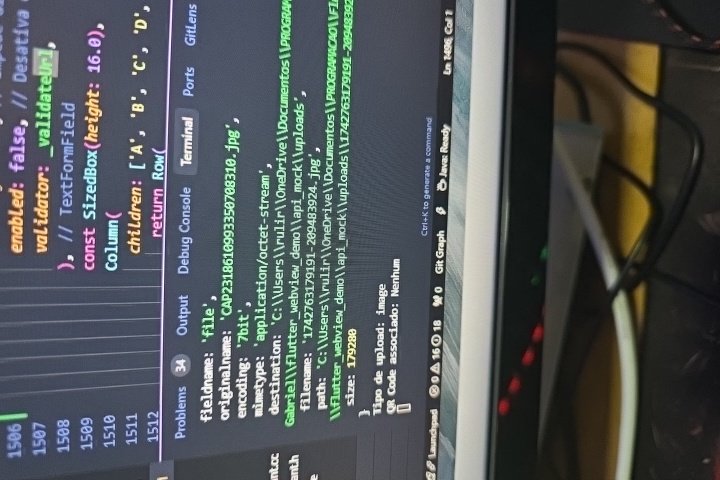 1506 enabled: false, // Desativa
1507 validator: _validateUrl,
1508 ), // TextFormField
1509 const SizedBox(height: 16.0),
1510 Column(
1511 children: ['A', 'B', 'C', 'D',
1512 return Row(
Problems 34 Output Debug Console Terminal Ports GitLens
fieldname: 'file',
originalname: 'CAP2318610993350708310.jpg',
encoding: '7bit',
mimetype: 'application/octet-stream',
destination: 'C:\\Users\\rulir\\OneDrive\\Documentos\\PROGRAM
Gabriel\\flutter_webview_demo\\api_mock\\uploads',
filename: '1742763179191-209483924.jpg',
path: 'C:\\Users\\rulir\\OneDrive\\Documentos\\PROGRAMACAO\\Fl
\\flutter_webview_demo\\api_mock\\uploads\\1742763179191-20948392
size: 179280
}
Tipo de upload: image
QR Code associado: Nenhum
Ctrl+K to generate a command
Launchpad 0 16 18 0 Git Graph Java: Ready Ln 1496, Col 1